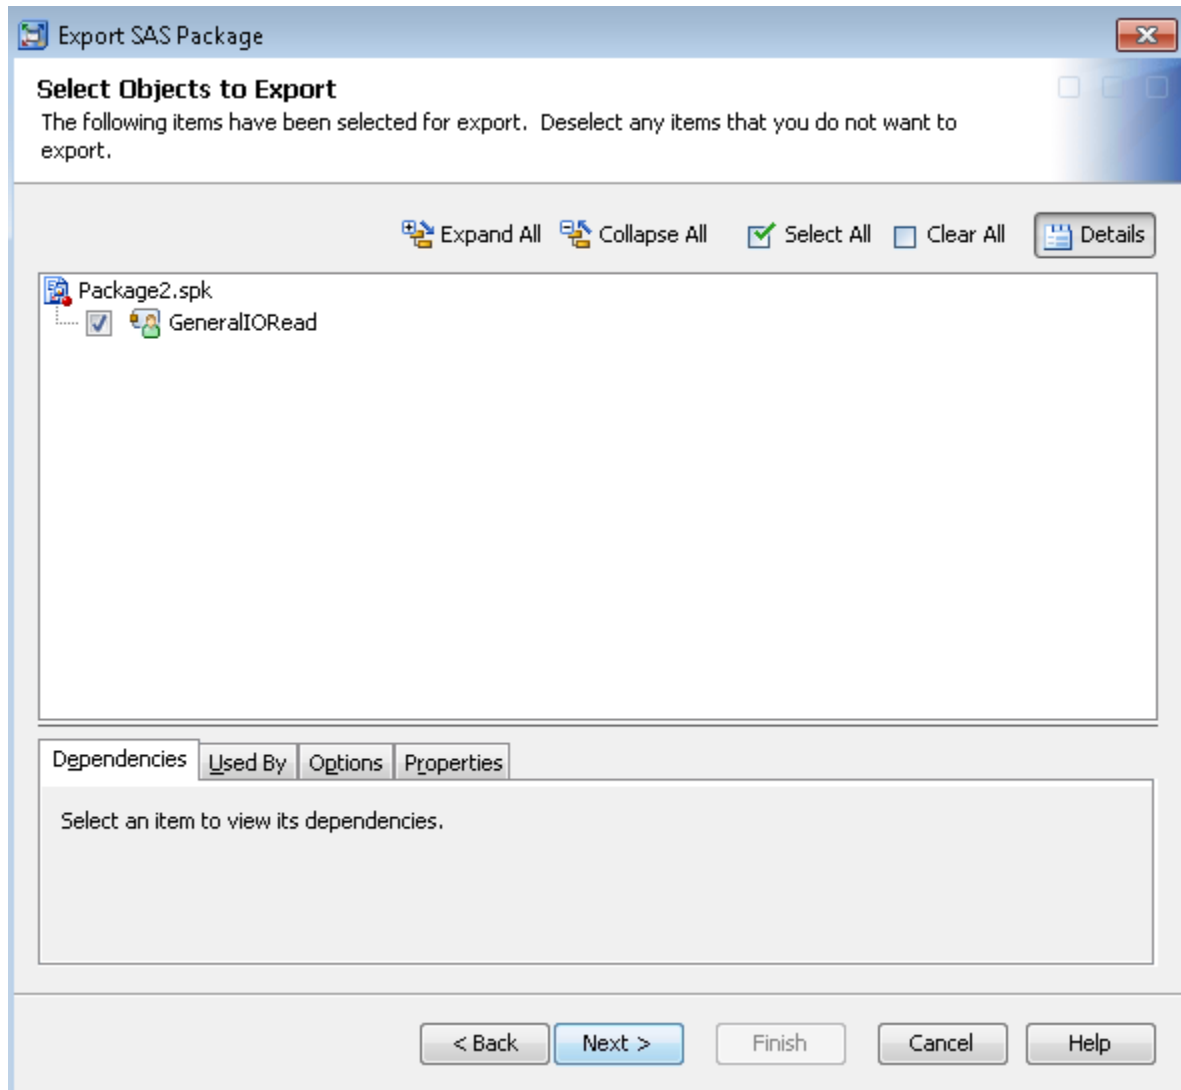 Export SAS Package
Select Objects to Export
The following items have been selected for export. Deselect any items that you do not want to
export.
Expand All Collapse All Select All Clear All Details
Package2.spk
GeneralIORead
Dependencies Used By Options Properties
Select an item to view its dependencies.
< Back Next > Finish Cancel Help